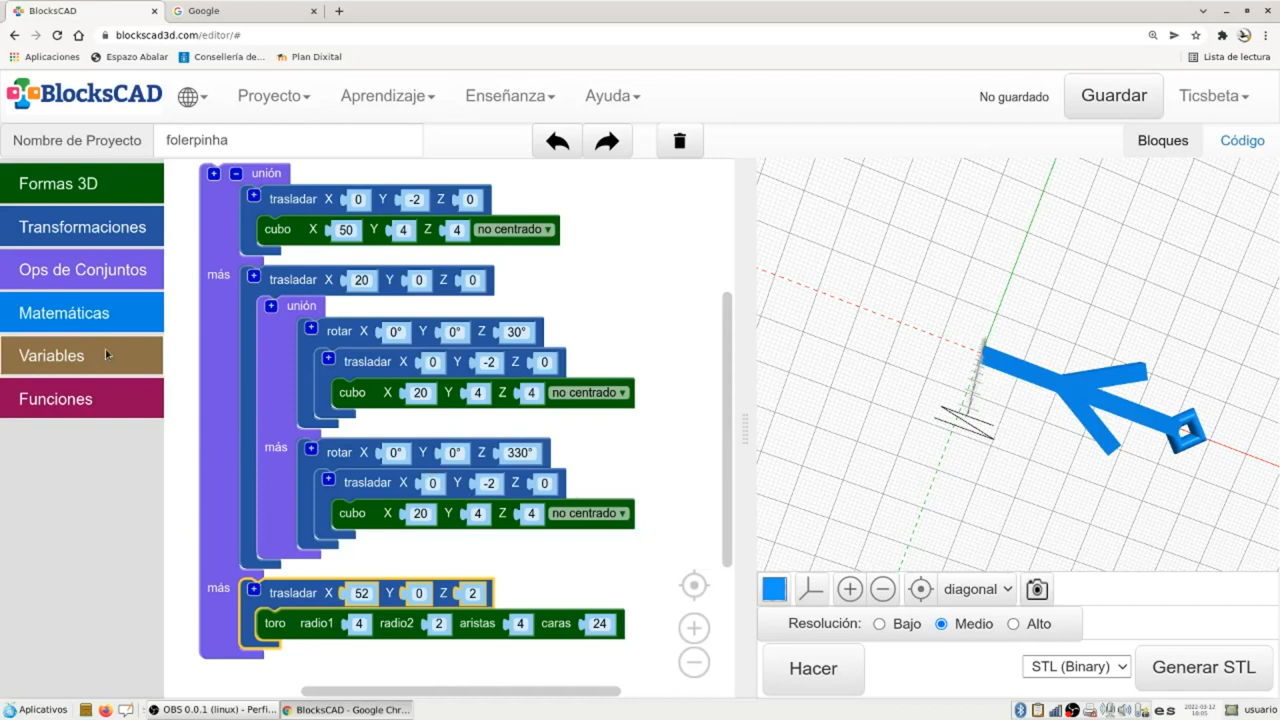 BlocksCAD
Google
blockscad3d.com/editor/#
Aplicaciones
Espazo Abalar
Consellería de...
Plan Dixital
Lista de lectura
BlocksCAD
Proyecto
Aprendizaje
Enseñanza
Ayuda
No guardado
Guardar
Ticsbeta
Nombre de Proyecto
folerpinha
Bloques
Código
Formas 3D
Transformaciones
Ops de Conjuntos
Matemáticas
Variables
Funciones
unión
trasladar X 0 Y -2 Z 0
cubo X 50 Y 4 Z 4 no centrado
más
trasladar X 20 Y 0 Z 0
unión
rotar X 0° Y 0° Z 30°
trasladar X 0 Y -2 Z 0
cubo X 20 Y 4 Z 4 no centrado
más
rotar X 0° Y 0° Z 330°
trasladar X 0 Y -2 Z 0
cubo X 20 Y 4 Z 4 no centrado
más
trasladar X 52 Y 0 Z 2
toro radio1 4 radio2 2 aristas 4 caras 24
diagonal
Resolución: Bajo Medio Alto
Hacer
STL (Binary)
Generar STL
Aplicativos
OBS 0.0.1 (linux) - Perfi...
BlocksCAD - Google Chr...
es
2022-03-12
18:05
usuario